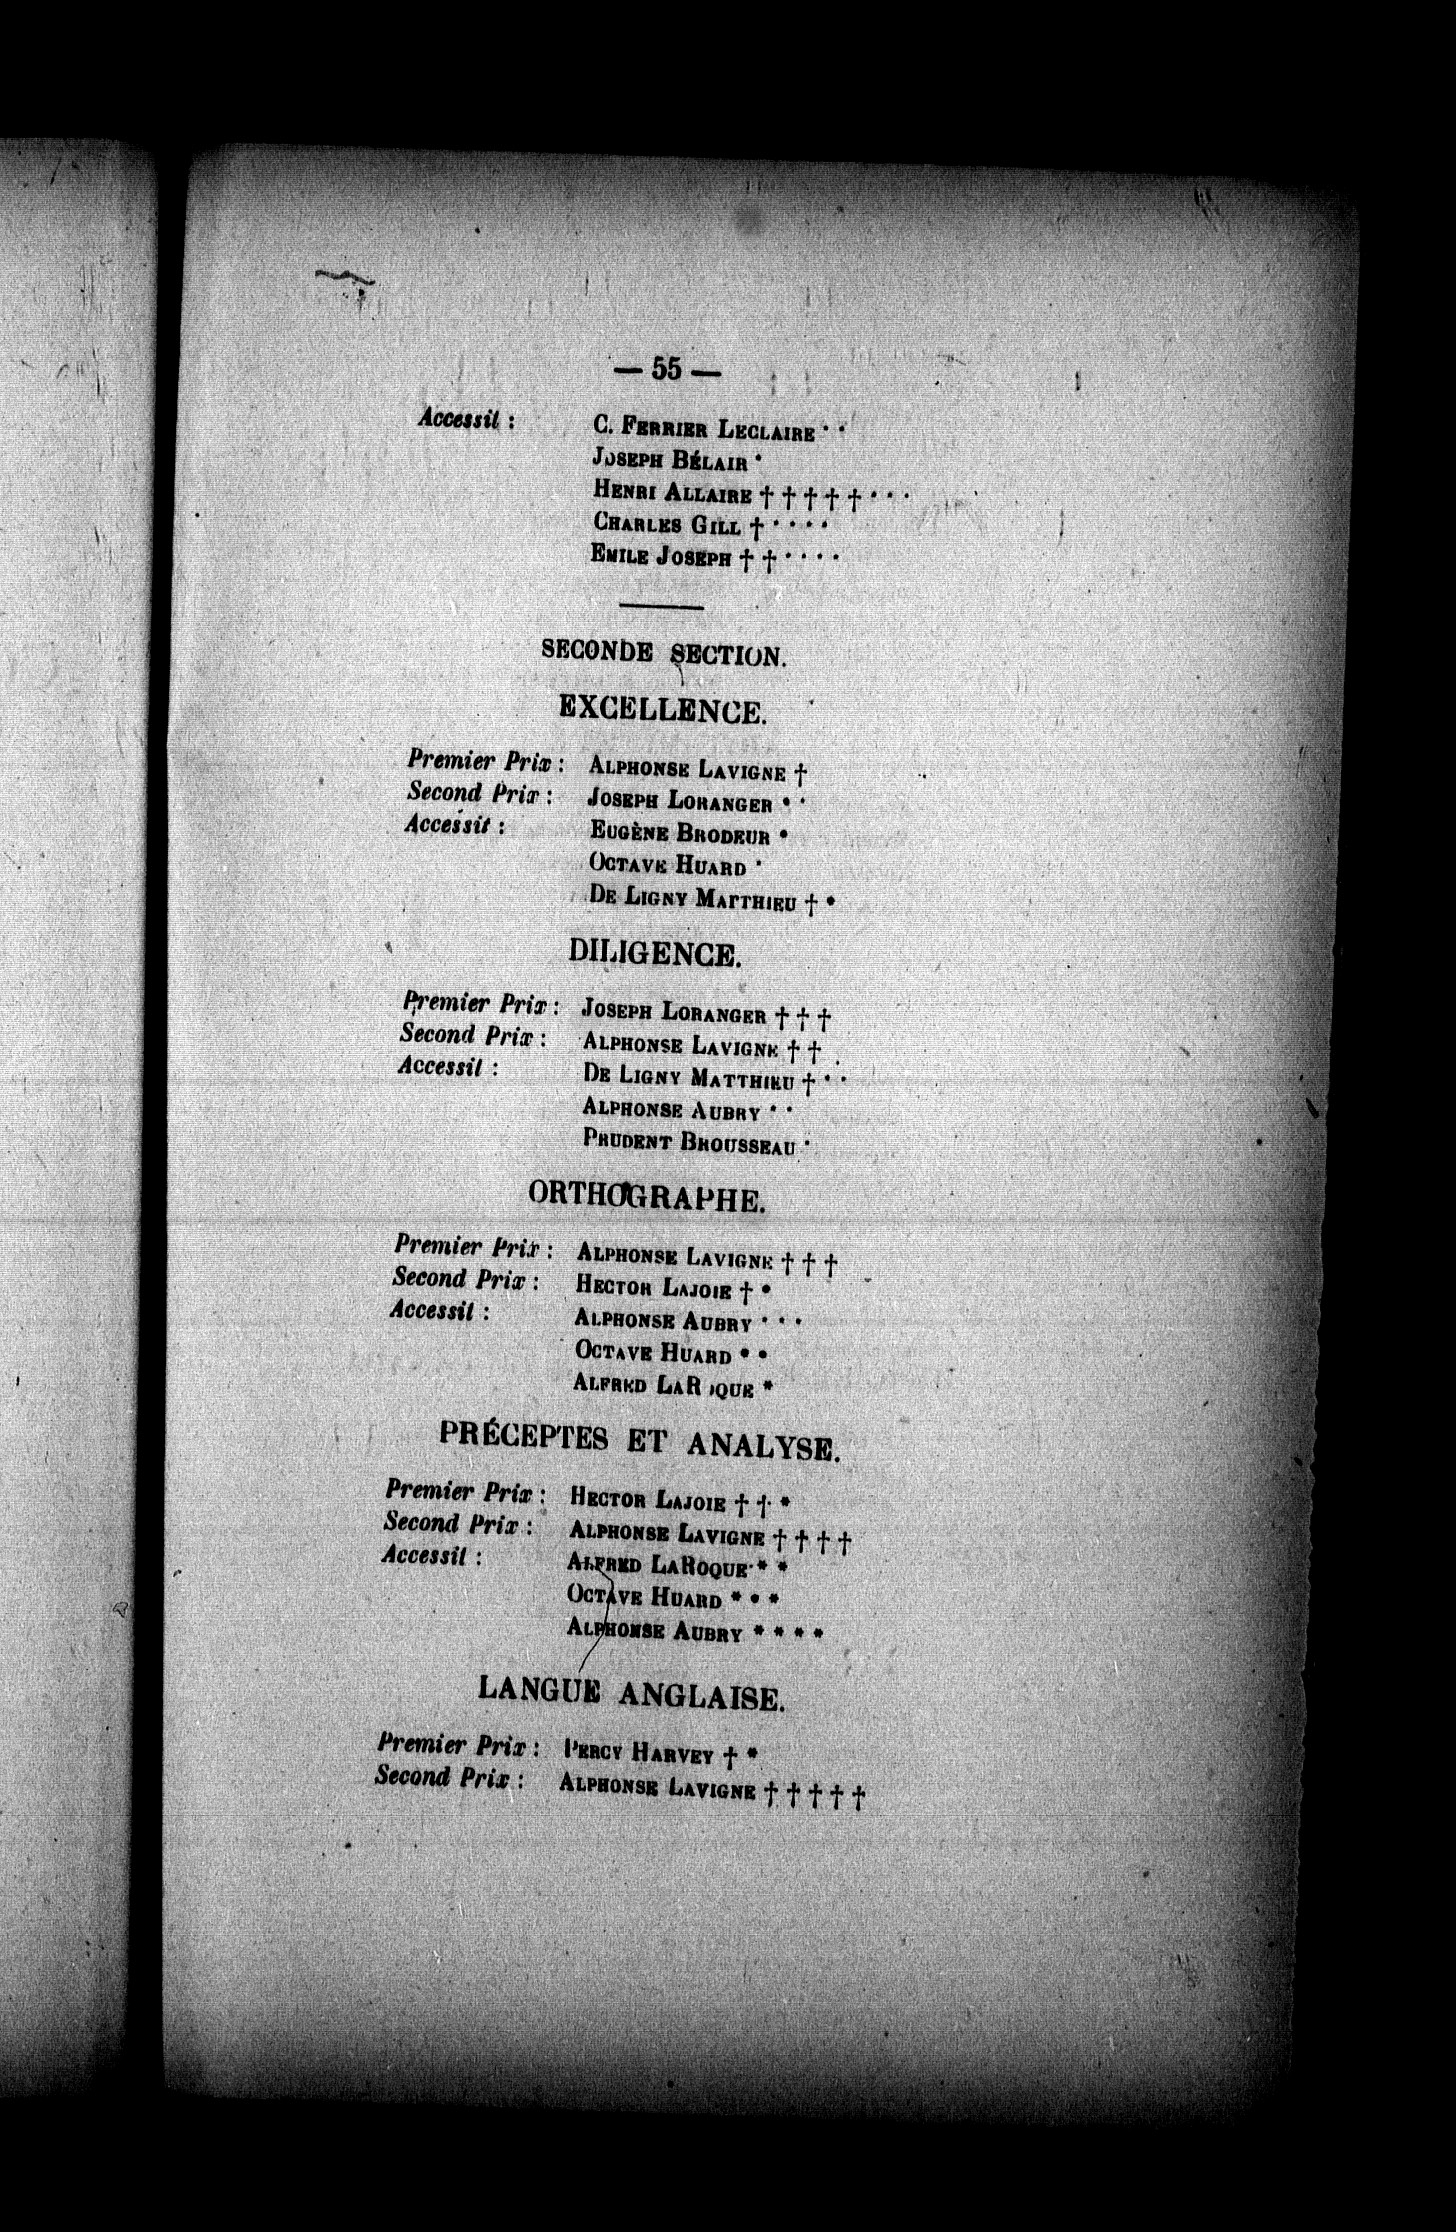 — 55 —
Accessit : C. FERRIER LECLAIRE * *
JOSEPH BÉLAIR *
HENRI ALLAIRE † † † † † * * *
CHARLES GILL † * * * *
EMILE JOSEPH † † * * * *
SECONDE SECTION.
EXCELLENCE.
Premier Prix : ALPHONSE LAVIGNE †
Second Prix : JOSEPH LORANGER * *
Accessit : EUGÈNE BRODEUR *
OCTAVE HUARD *
DE LIGNY MATTHIEU † *
DILIGENCE.
Premier Prix : JOSEPH LORANGER † † †
Second Prix : ALPHONSE LAVIGNE † †
Accessit : DE LIGNY MATTHIEU † * *
ALPHONSE AUBRY * *
PRUDENT BROUSSEAU *
ORTHOGRAPHE.
Premier Prix : ALPHONSE LAVIGNE † † †
Second Prix : HECTOR LAJOIE † *
Accessit : ALPHONSE AUBRY * * *
OCTAVE HUARD * *
ALFRED LAROQUE *
PRÉCEPTES ET ANALYSE.
Premier Prix : HECTOR LAJOIE † † *
Second Prix : ALPHONSE LAVIGNE † † † †
Accessit : ALFRED LAROQUE * *
OCTAVE HUARD * * *
ALPHONSE AUBRY * * * *
LANGUE ANGLAISE.
Premier Prix : PERCY HARVEY † *
Second Prix : ALPHONSE LAVIGNE † † † † †